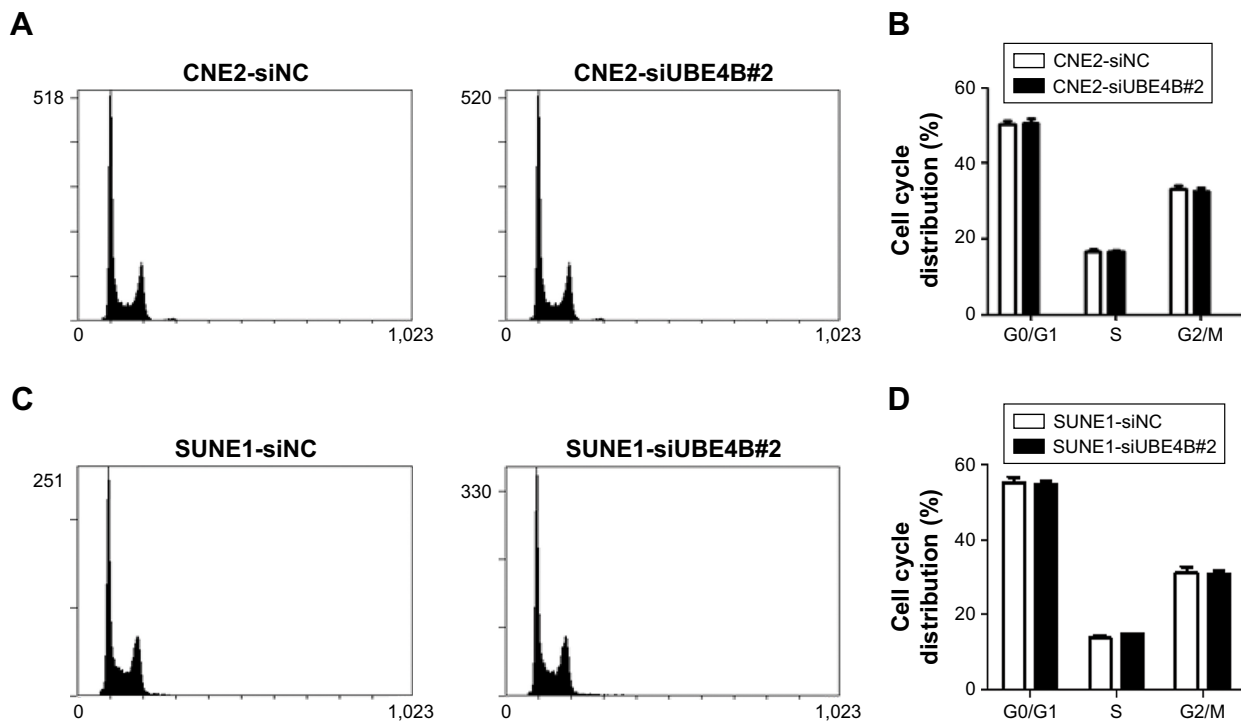 A
CNE2-siNC
518
0
1,023
CNE2-siUBE4B#2
520
0
1,023
B
CNE2-siNC
CNE2-siUBE4B#2
Cell cycle
distribution (%)
60
40
20
0
G0/G1
S
G2/M
C
SUNE1-siNC
251
0
1,023
SUNE1-siUBE4B#2
330
0
1,023
D
SUNE1-siNC
SUNE1-siUBE4B#2
Cell cycle
distribution (%)
60
40
20
0
G0/G1
S
G2/M